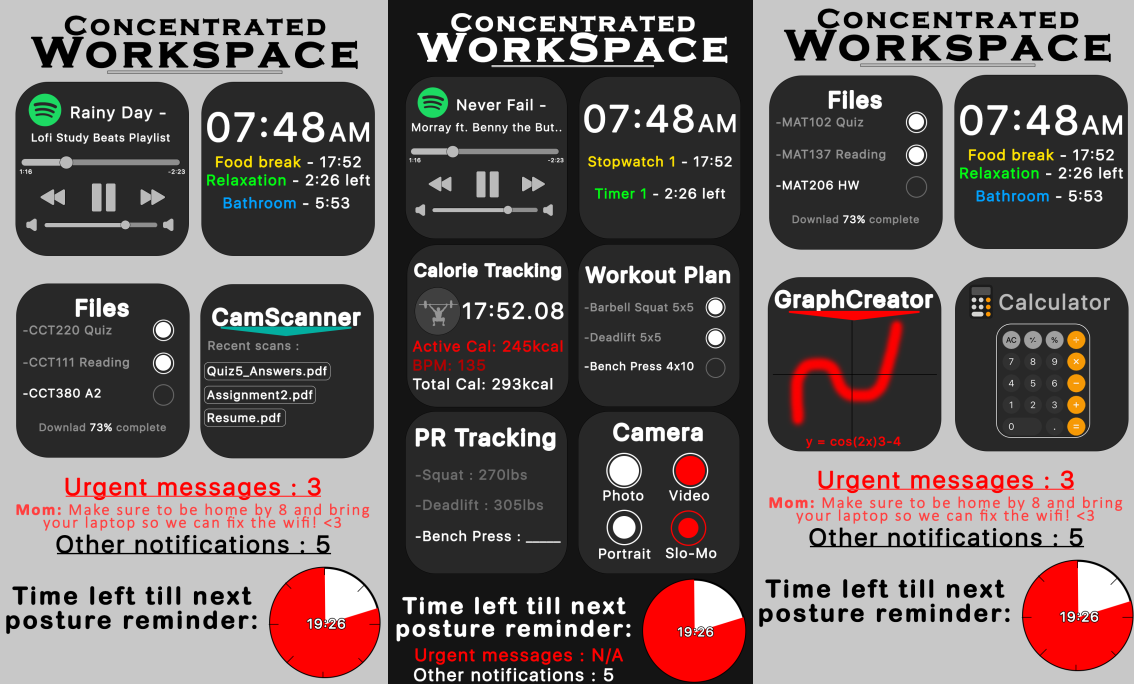 CONCENTRATED
WORKSPACE
Rainy Day -
Lofi Study Beats Playlist
1:16 -2:23
07:48AM
Food break - 17:52
Relaxation - 2:26 left
Bathroom - 5:53
Files
-CCT220 Quiz
-CCT111 Reading
-CCT380 A2
Downlad 73% complete
CamScanner
Recent scans :
Quiz5_Answers.pdf
Assignment2.pdf
Resume.pdf
Urgent messages : 3
Mom: Make sure to be home by 8 and bring
your laptop so we can fix the wifi! <3
Other notifications : 5
Time left till next
posture reminder:
19:26
CONCENTRATED
WORKSPACE
Never Fail -
Morray ft. Benny the But..
1:16 -2:23
07:48AM
Stopwatch 1 - 17:52
Timer 1 - 2:26 left
Calorie Tracking
17:52.08
Active Cal: 245kcal
BPM: 135
Total Cal: 293kcal
Workout Plan
-Barbell Squat 5x5
-Deadlift 5x5
-Bench Press 4x10
PR Tracking
-Squat : 270lbs
-Deadlift : 305lbs
-Bench Press : ____
Camera
Photo Video
Portrait Slo-Mo
Time left till next
posture reminder:
19:26
Urgent messages : N/A
Other notifications : 5
CONCENTRATED
WORKSPACE
Files
-MAT102 Quiz
-MAT137 Reading
-MAT206 HW
Downlad 73% complete
07:48AM
Food break - 17:52
Relaxation - 2:26 left
Bathroom - 5:53
GraphCreator
y = cos(2x)3-4
Calculator
AC ⁺∕₋ % ÷
7 8 9 ×
4 5 6 −
1 2 3 +
0 . =
Urgent messages : 3
Mom: Make sure to be home by 8 and bring
your laptop so we can fix the wifi! <3
Other notifications : 5
Time left till next
posture reminder:
19:26